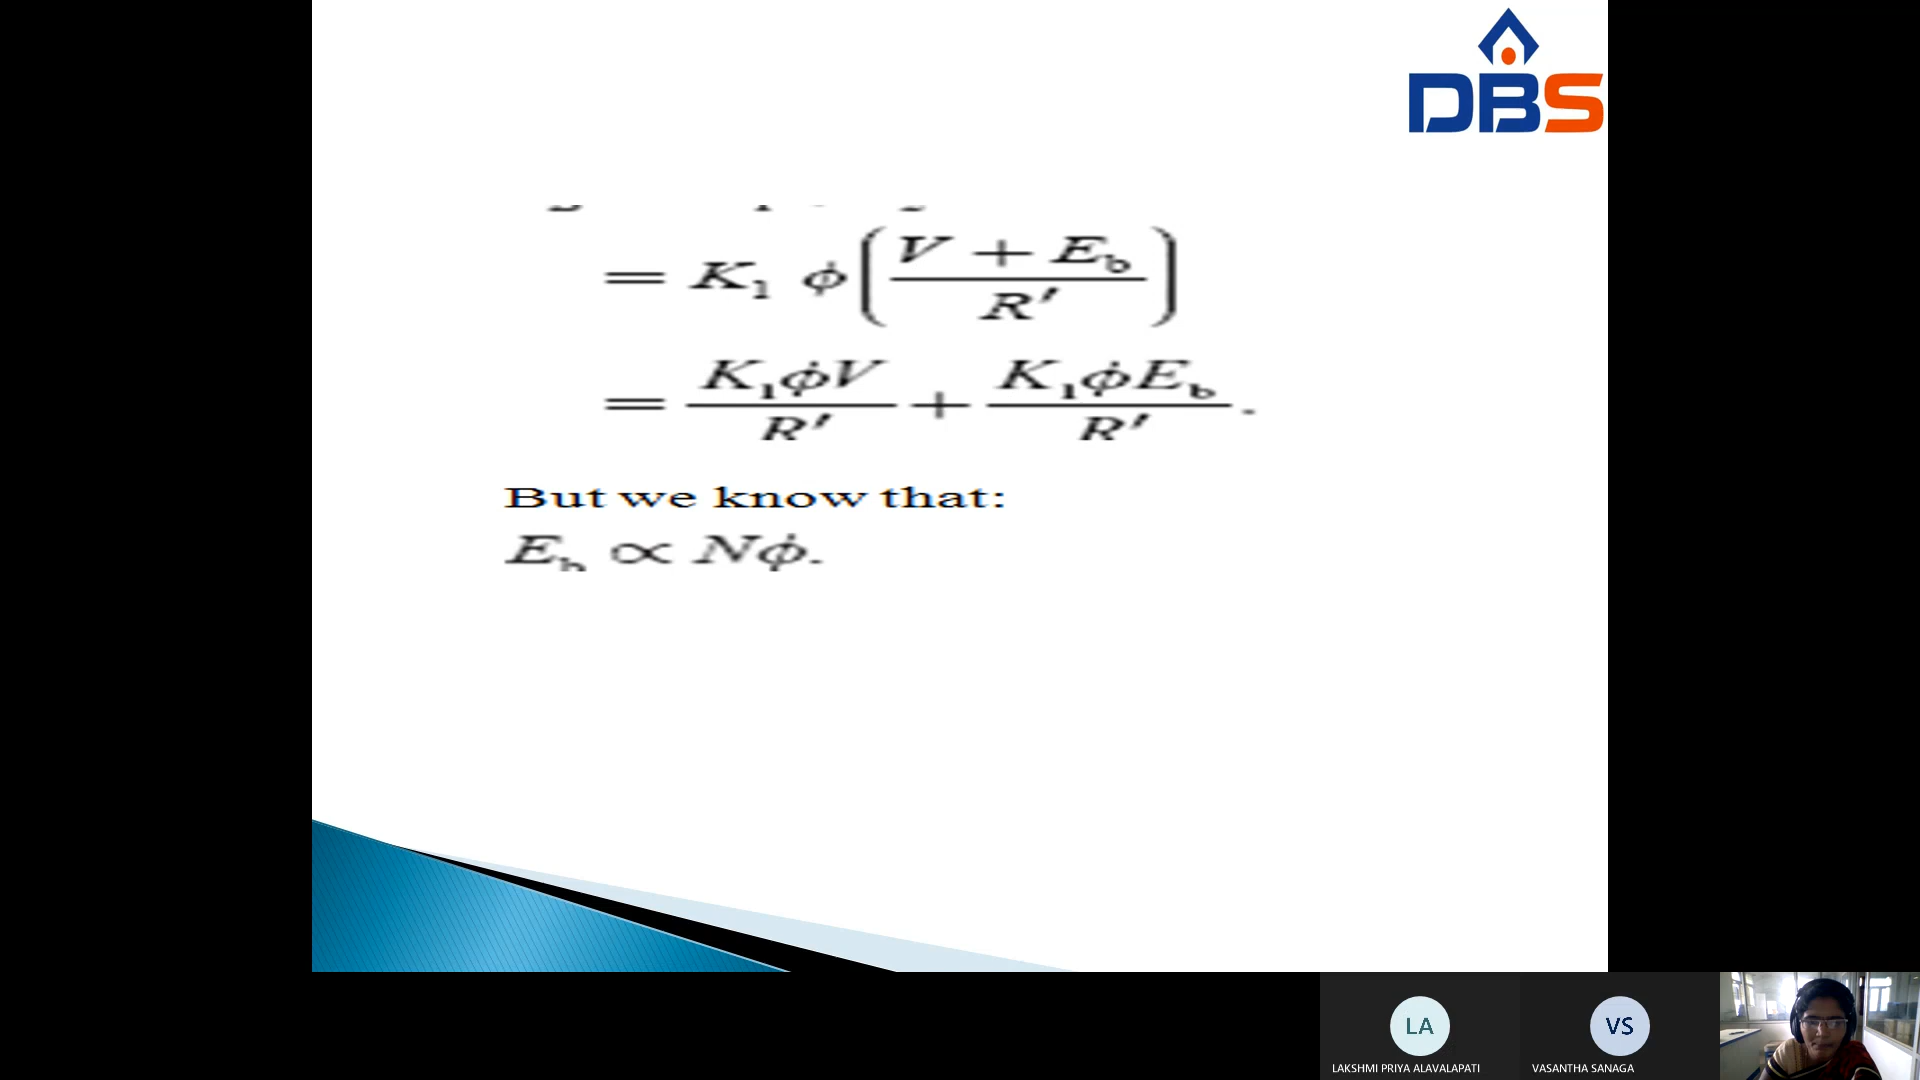 DBS
= K₁ ϕ(V + E_b / R′)
= K₁ϕV / R′ + K₁ϕE_b / R′.
But we know that:
E_b ∝ Nϕ.
LA
VS
LAKSHMI PRIYA ALAVALAPATI
VASANTHA SANAGA